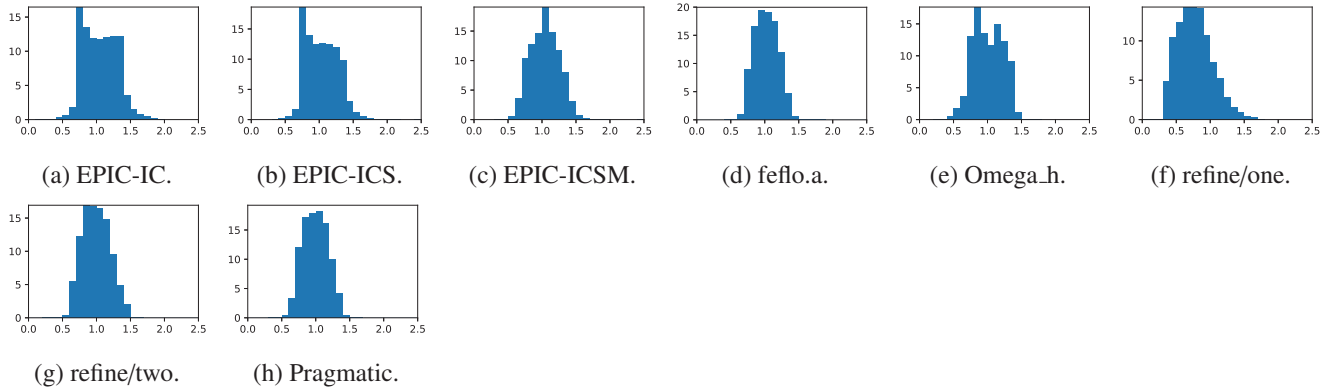 15
10
5
0
0.0 0.5 1.0 1.5 2.0 2.5
(a) EPIC-IC.
15
10
5
0
0.0 0.5 1.0 1.5 2.0 2.5
(b) EPIC-ICS.
15
10
5
0
0.0 0.5 1.0 1.5 2.0 2.5
(c) EPIC-ICSM.
20
15
10
5
0
0.0 0.5 1.0 1.5 2.0 2.5
(d) feflo.a.
15
10
5
0
0.0 0.5 1.0 1.5 2.0 2.5
(e) Omega_h.
10
5
0
0.0 0.5 1.0 1.5 2.0 2.5
(f) refine/one.
15
10
5
0
0.0 0.5 1.0 1.5 2.0 2.5
(g) refine/two.
15
10
5
0
0.0 0.5 1.0 1.5 2.0 2.5
(h) Pragmatic.